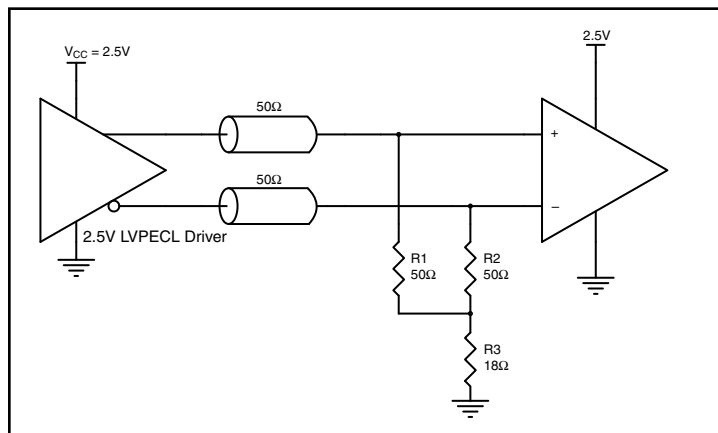 V_CC = 2.5V
2.5V
50Ω
+
50Ω
–
2.5V LVPECL Driver
R1
50Ω
R2
50Ω
R3
18Ω